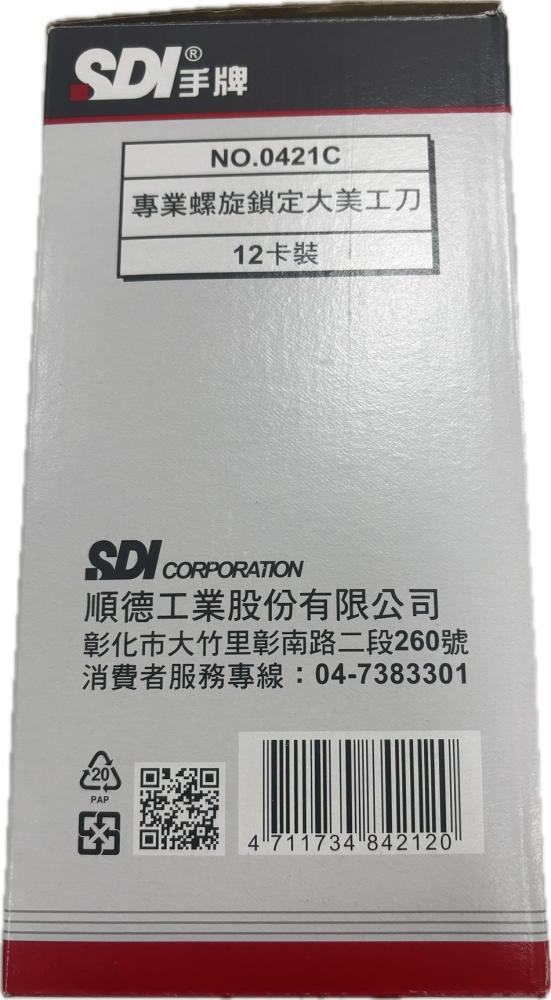 SDI®手牌
NO.0421C
專業螺旋鎖定大美工刀
12卡裝
SDI CORPORATION
順德工業股份有限公司
彰化市大竹里彰南路二段260號
消費者服務專線：04-7383301
20
PAP
4 711734 842120